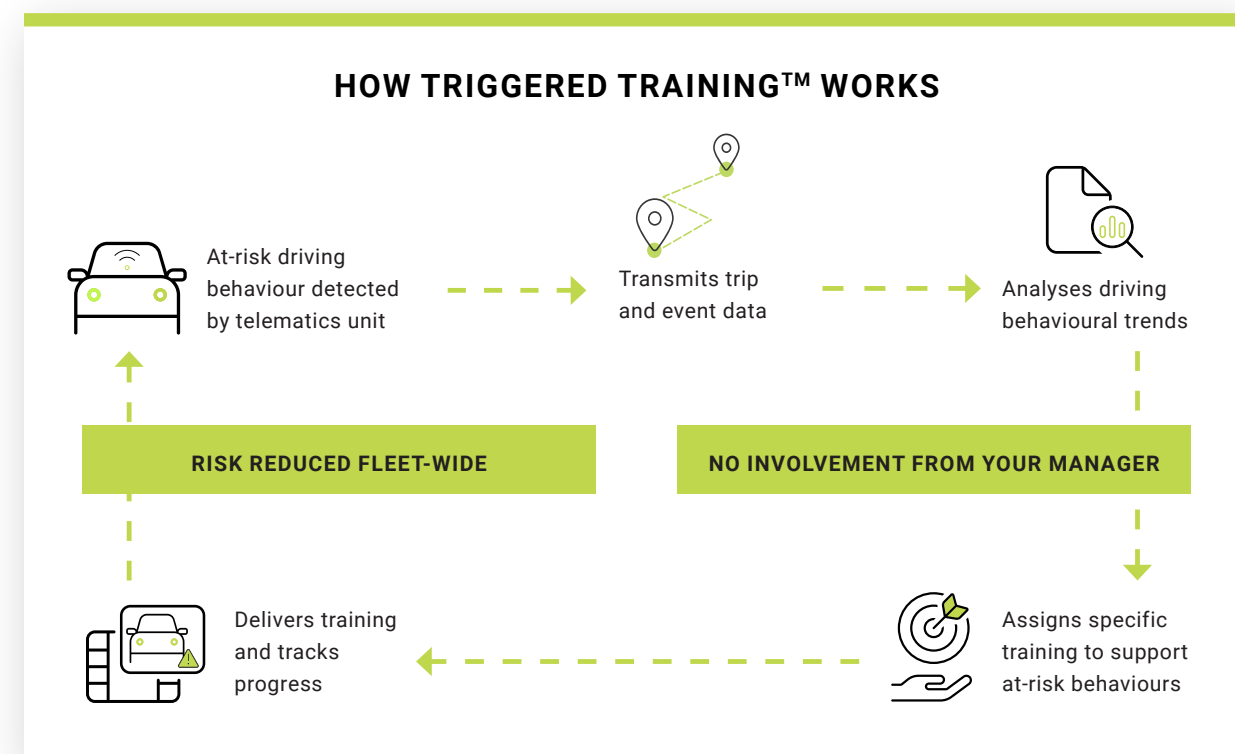 HOW TRIGGERED TRAINING™ WORKS
At-risk driving
behaviour detected
by telematics unit
Transmits trip
and event data
Analyses driving
behavioural trends
RISK REDUCED FLEET-WIDE
NO INVOLVEMENT FROM YOUR MANAGER
Delivers training
and tracks
progress
Assigns specific
training to support
at-risk behaviours